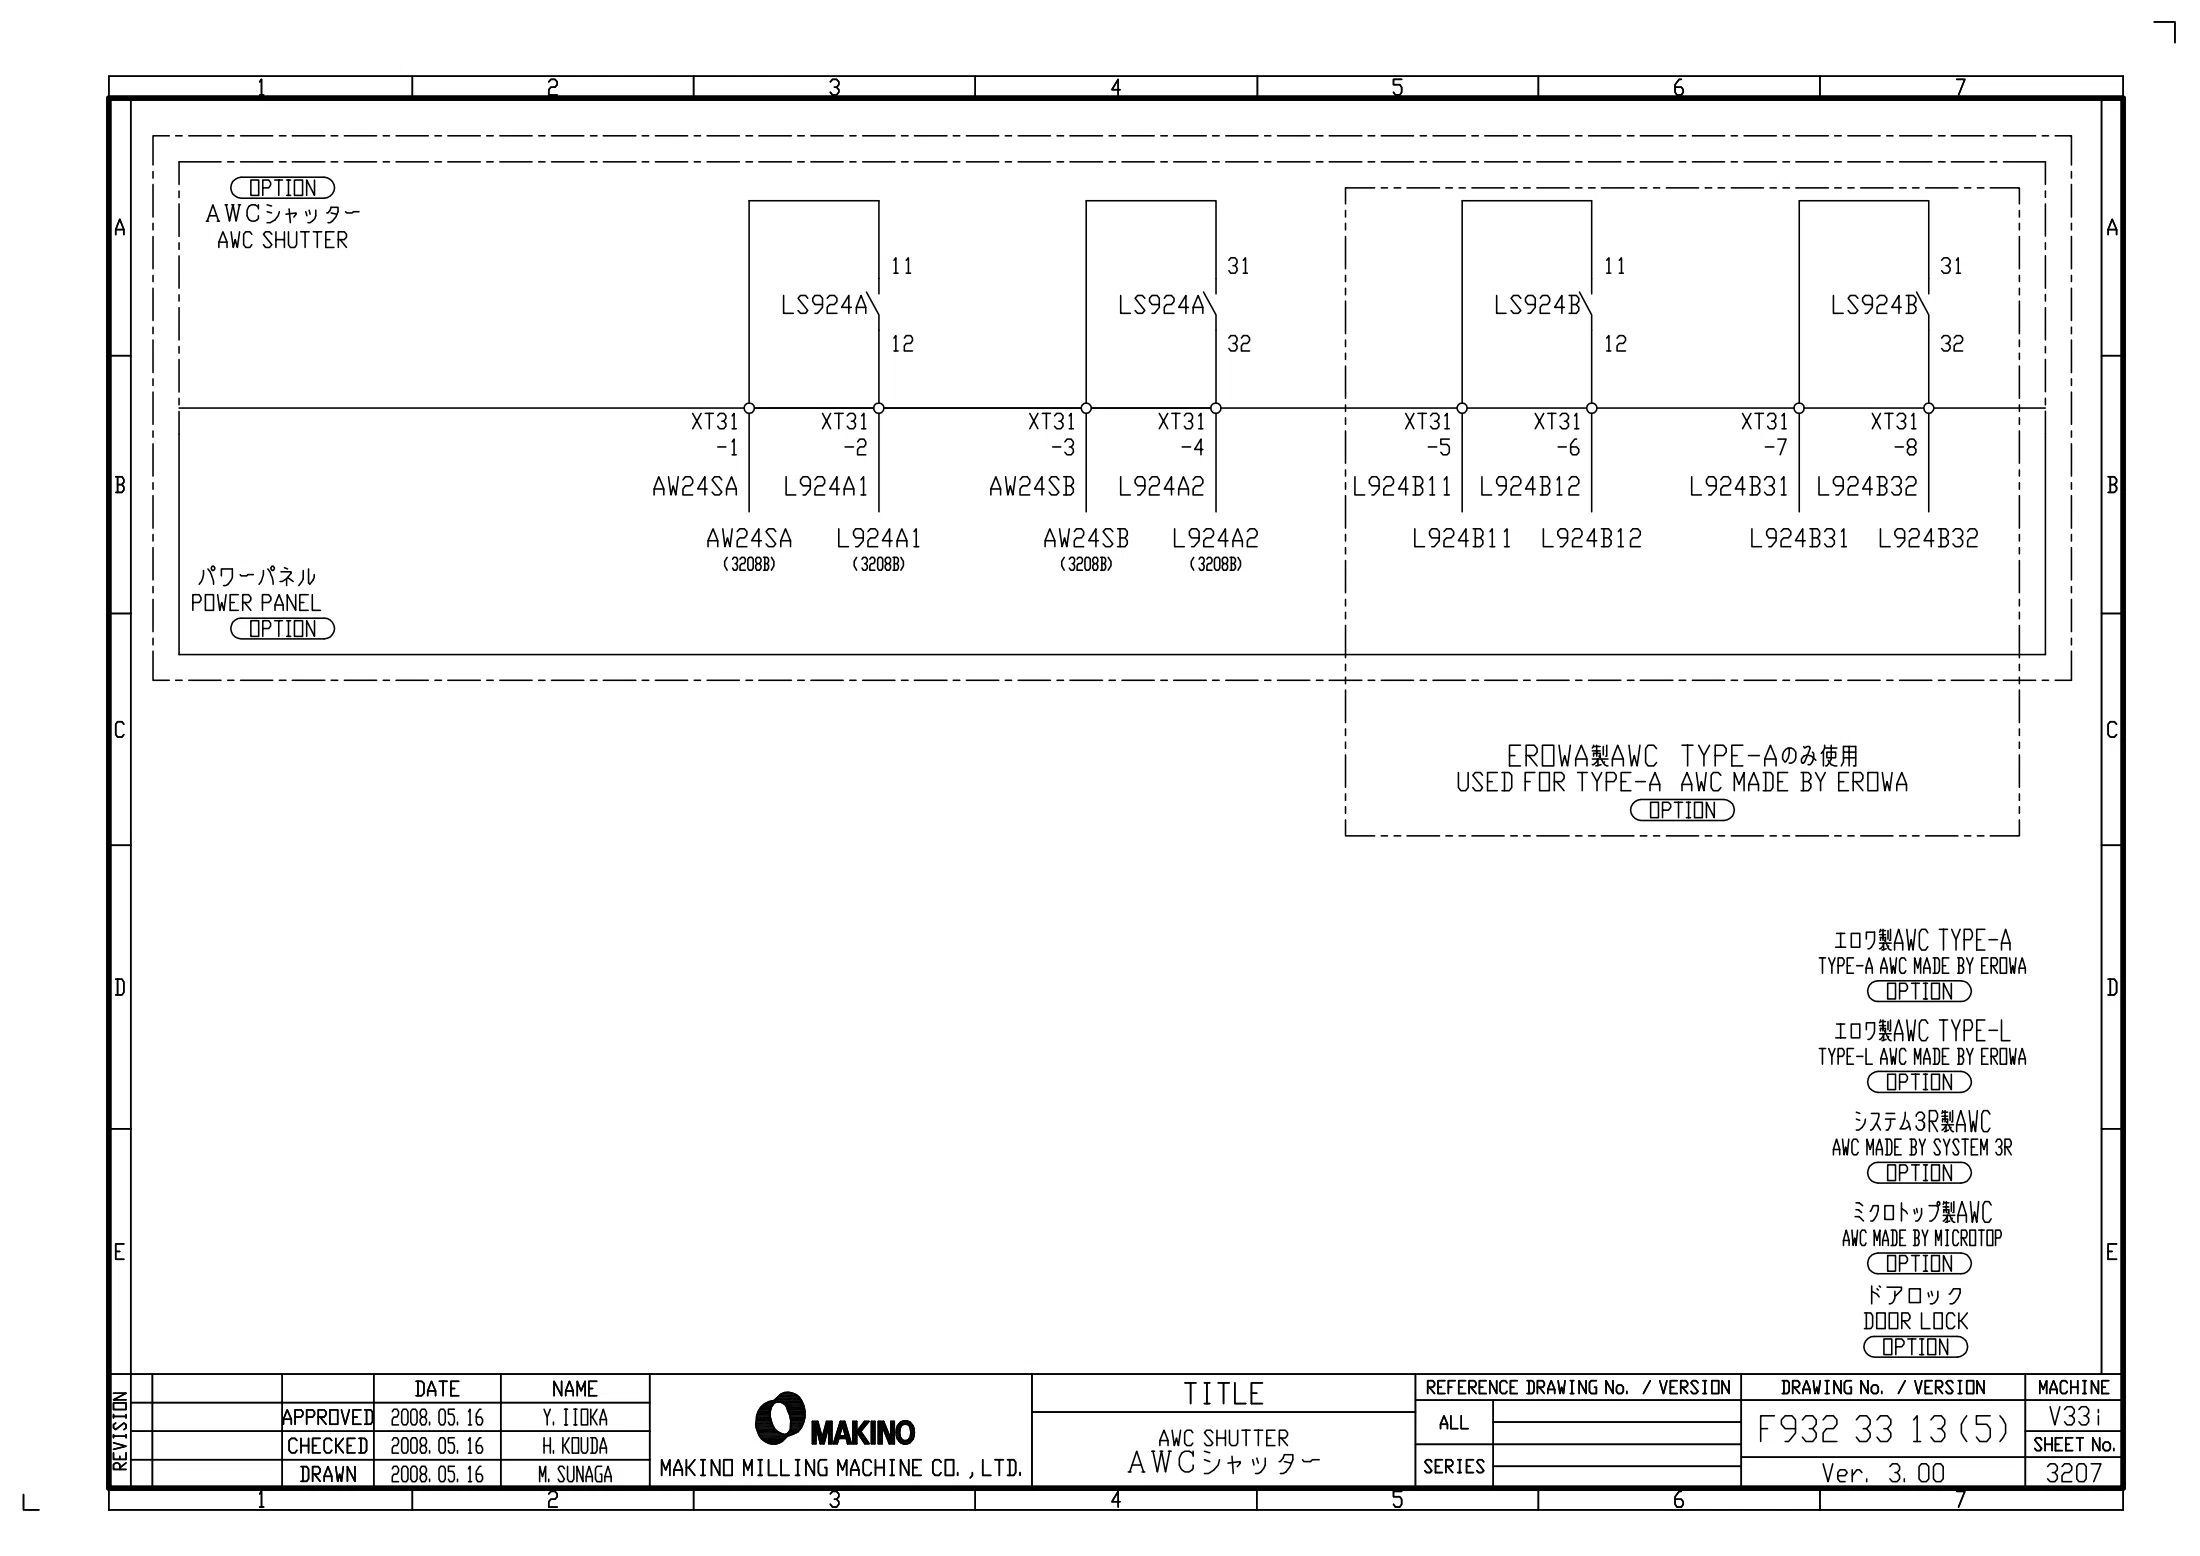 1 2 3 4 5 6 7
A A
B B
C C
D D
E E
OPTION
AWCシャッター
AWC SHUTTER
11 31 11 31
LS924A LS924A LS924B LS924B
12 32 12 32
XT31 XT31 XT31 XT31 XT31 XT31 XT31 XT31
-1 -2 -3 -4 -5 -6 -7 -8
AW24SA L924A1 AW24SB L924A2 L924B11 L924B12 L924B31 L924B32
AW24SA L924A1 AW24SB L924A2 L924B11 L924B12 L924B31 L924B32
(3208B) (3208B) (3208B) (3208B)
パワーパネル
POWER PANEL
OPTION
EROWA製AWC TYPE-Aのみ使用
USED FOR TYPE-A AWC MADE BY EROWA
OPTION
エロワ製AWC TYPE-A
TYPE-A AWC MADE BY EROWA
OPTION
エロワ製AWC TYPE-L
TYPE-L AWC MADE BY EROWA
OPTION
システム3R製AWC
AWC MADE BY SYSTEM 3R
OPTION
ミクロトップ製AWC
AWC MADE BY MICROTOP
OPTION
ドアロック
DOOR LOCK
OPTION
REVISION
DATE NAME
APPROVED 2008.05.16 Y. IIOKA
CHECKED 2008.05.16 H. KOUDA
DRAWN 2008.05.16 M. SUNAGA
MAKINO
MAKINO MILLING MACHINE CO.,LTD.
TITLE
AWC SHUTTER
AWCシャッター
REFERENCE DRAWING No. / VERSION
ALL
SERIES
DRAWING No. / VERSION
F932 33 13(5)
Ver. 3.00
MACHINE
V33i
SHEET No.
3207
1 2 3 4 5 6 7